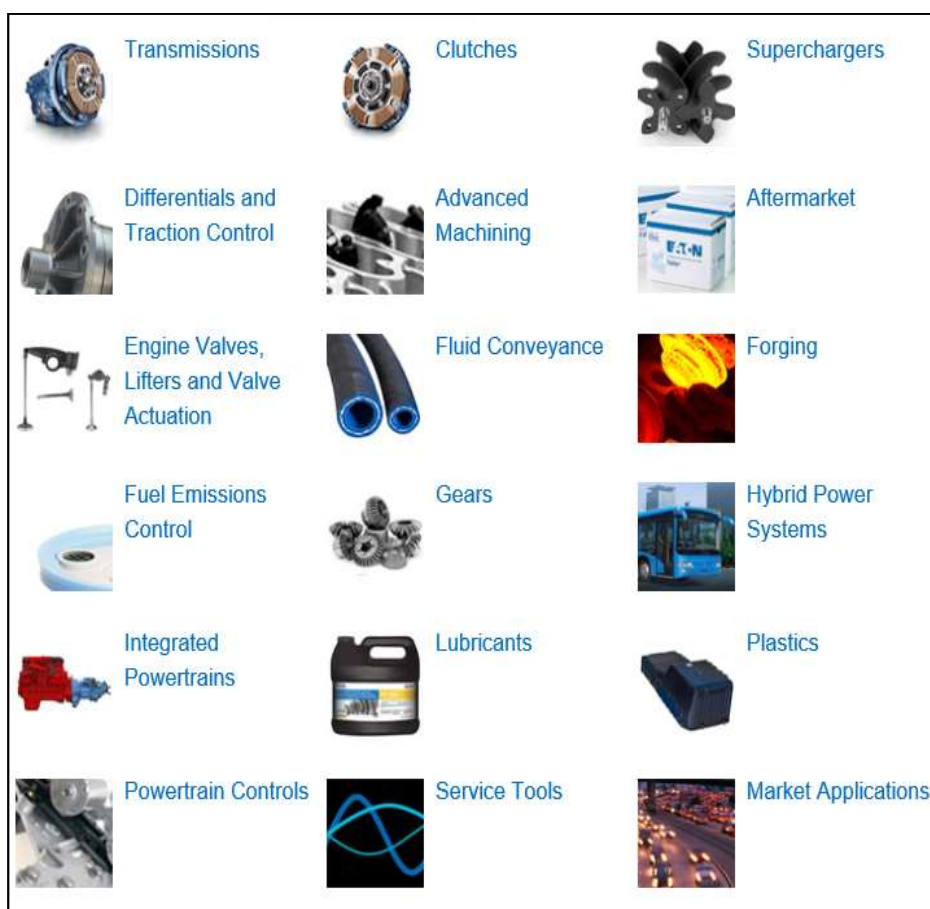 Transmissions
Clutches
Superchargers
Differentials and
Traction Control
Advanced
Machining
Aftermarket
EATON
Engine Valves,
Lifters and Valve
Actuation
Fluid Conveyance
Forging
Fuel Emissions
Control
Gears
Hybrid Power
Systems
Integrated
Powertrains
Lubricants
Plastics
Powertrain Controls
Service Tools
Market Applications